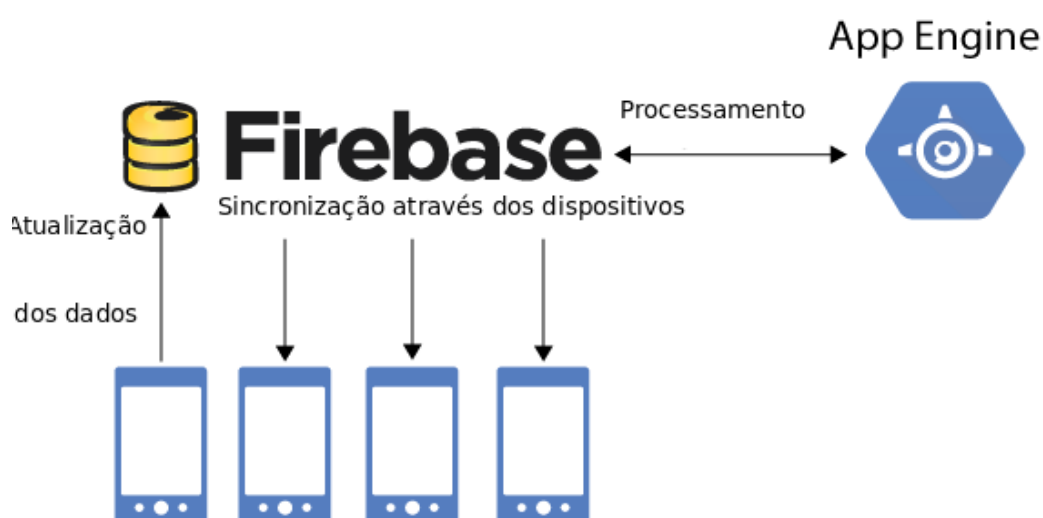 App Engine
Firebase
Processamento
Sincronização através dos dispositivos
Atualização
dos dados